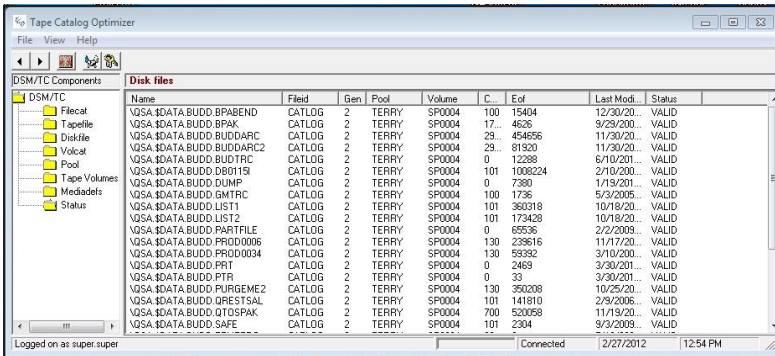 Tape Catalog Optimizer
File View Help
DSM/TC Components Disk files
DSM/TC
Filecat
Tapefile
Diskfile
Volcat
Pool
Tape Volumes
Mediadefs
Status
Name Fileid Gen Pool Volume C... Eof Last Modi... Status
\QSA.$DATA.BUDD.BPABEND CATLOG 2 TERRY SP0004 100 15404 12/30/20... VALID
\QSA.$DATA.BUDD.BPAK CATLOG 2 TERRY SP0004 17... 4626 9/29/200... VALID
\QSA.$DATA.BUDD.BUDDARC CATLOG 2 TERRY SP0004 29... 454656 11/30/20... VALID
\QSA.$DATA.BUDD.BUDDARC2 CATLOG 2 TERRY SP0004 29... 81920 11/30/20... VALID
\QSA.$DATA.BUDD.BUDTRC CATLOG 2 TERRY SP0004 0 12288 6/10/201... VALID
\QSA.$DATA.BUDD.DB0115I CATLOG 2 TERRY SP0004 101 1008224 2/10/200... VALID
\QSA.$DATA.BUDD.DUMP CATLOG 2 TERRY SP0004 0 7380 1/19/201... VALID
\QSA.$DATA.BUDD.GMTRC CATLOG 2 TERRY SP0004 100 1736 5/3/2005... VALID
\QSA.$DATA.BUDD.LIST1 CATLOG 2 TERRY SP0004 101 360318 10/18/20... VALID
\QSA.$DATA.BUDD.LIST2 CATLOG 2 TERRY SP0004 101 173428 10/18/20... VALID
\QSA.$DATA.BUDD.PARTFILE CATLOG 2 TERRY SP0004 0 65536 2/2/2009... VALID
\QSA.$DATA.BUDD.PROD0006 CATLOG 2 TERRY SP0004 130 239616 11/17/20... VALID
\QSA.$DATA.BUDD.PROD0034 CATLOG 2 TERRY SP0004 130 59392 3/10/200... VALID
\QSA.$DATA.BUDD.PRT CATLOG 2 TERRY SP0004 0 2469 3/30/201... VALID
\QSA.$DATA.BUDD.PTR CATLOG 2 TERRY SP0004 0 33 3/30/201... VALID
\QSA.$DATA.BUDD.PURGEME2 CATLOG 2 TERRY SP0004 130 350208 10/25/20... VALID
\QSA.$DATA.BUDD.QRESTSAL CATLOG 2 TERRY SP0004 101 141810 2/9/2006... VALID
\QSA.$DATA.BUDD.QTOSPAK CATLOG 2 TERRY SP0004 700 520058 11/19/20... VALID
\QSA.$DATA.BUDD.SAFE CATLOG 2 TERRY SP0004 101 2304 9/3/2009... VALID
Logged on as super.super Connected 2/27/2012 12:54 PM